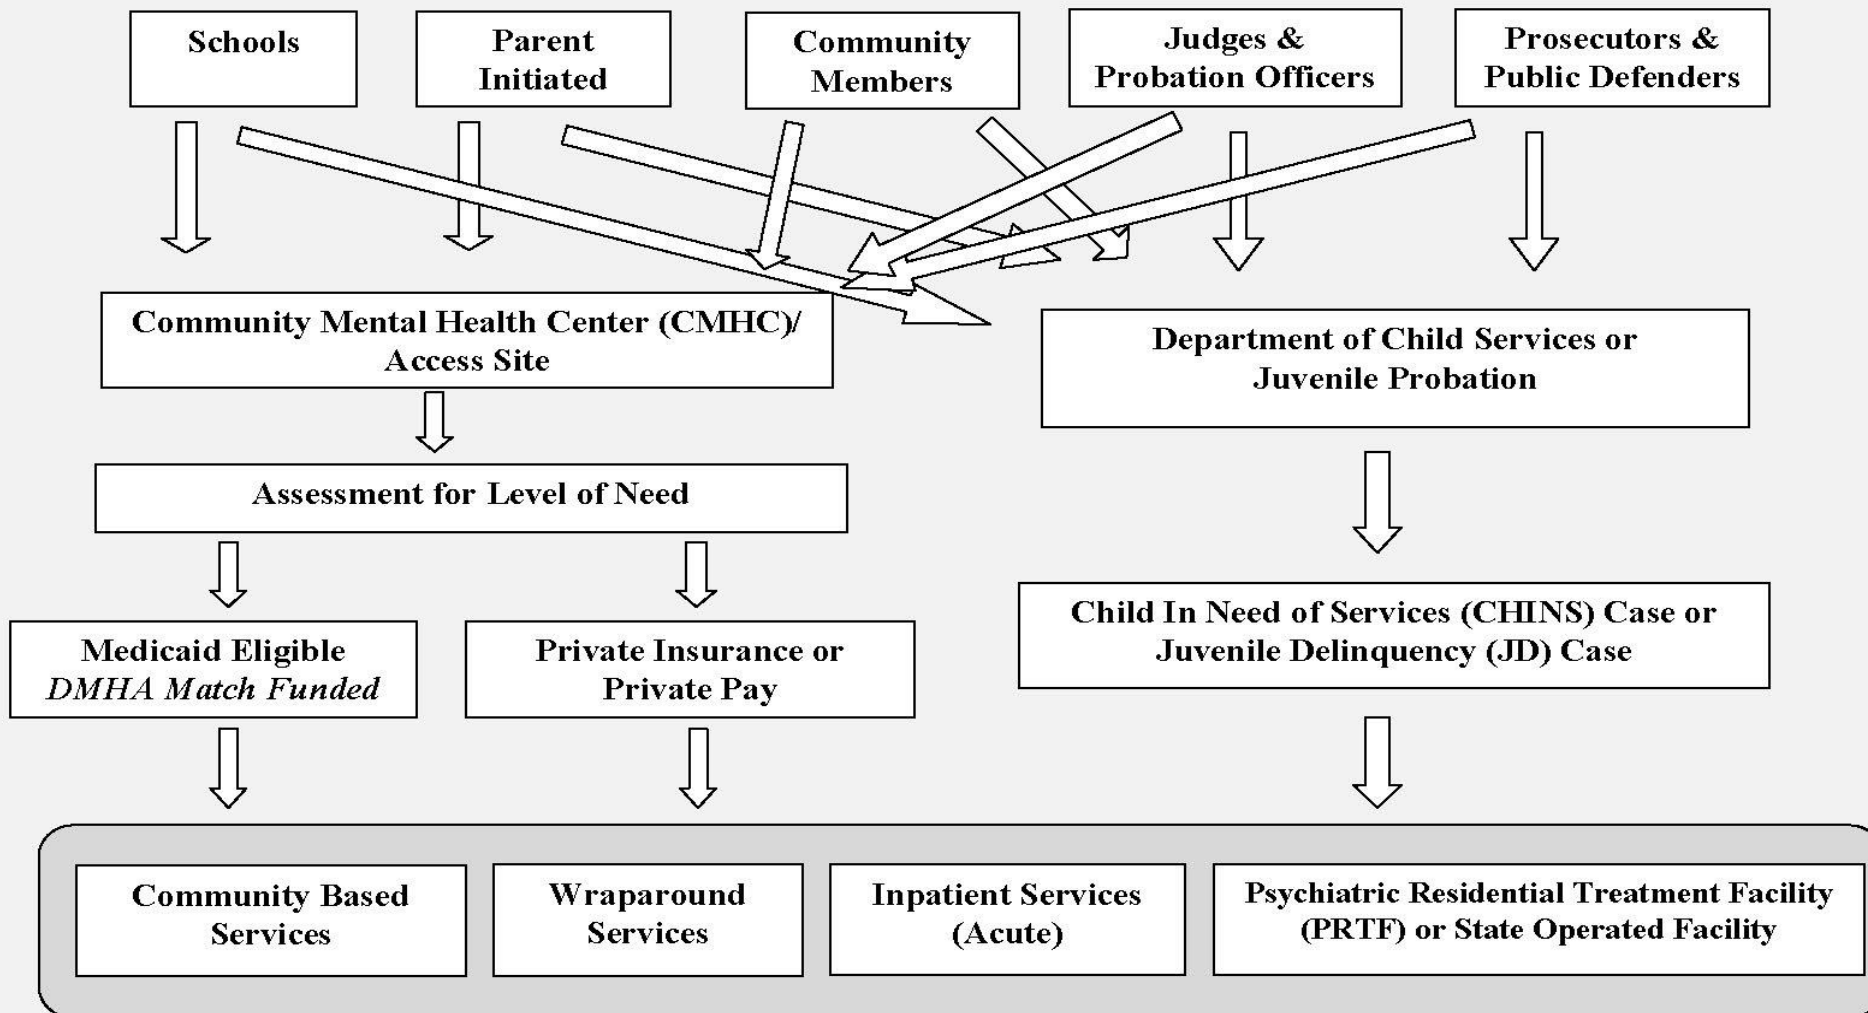 Schools
Parent
Initiated
Community
Members
Judges &
Probation Officers
Prosecutors &
Public Defenders
Community Mental Health Center (CMHC)/
Access Site
Department of Child Services or
Juvenile Probation
Assessment for Level of Need
Medicaid Eligible
DMHA Match Funded
Private Insurance or
Private Pay
Child In Need of Services (CHINS) Case or
Juvenile Delinquency (JD) Case
Community Based
Services
Wraparound
Services
Inpatient Services
(Acute)
Psychiatric Residential Treatment Facility
(PRTF) or State Operated Facility